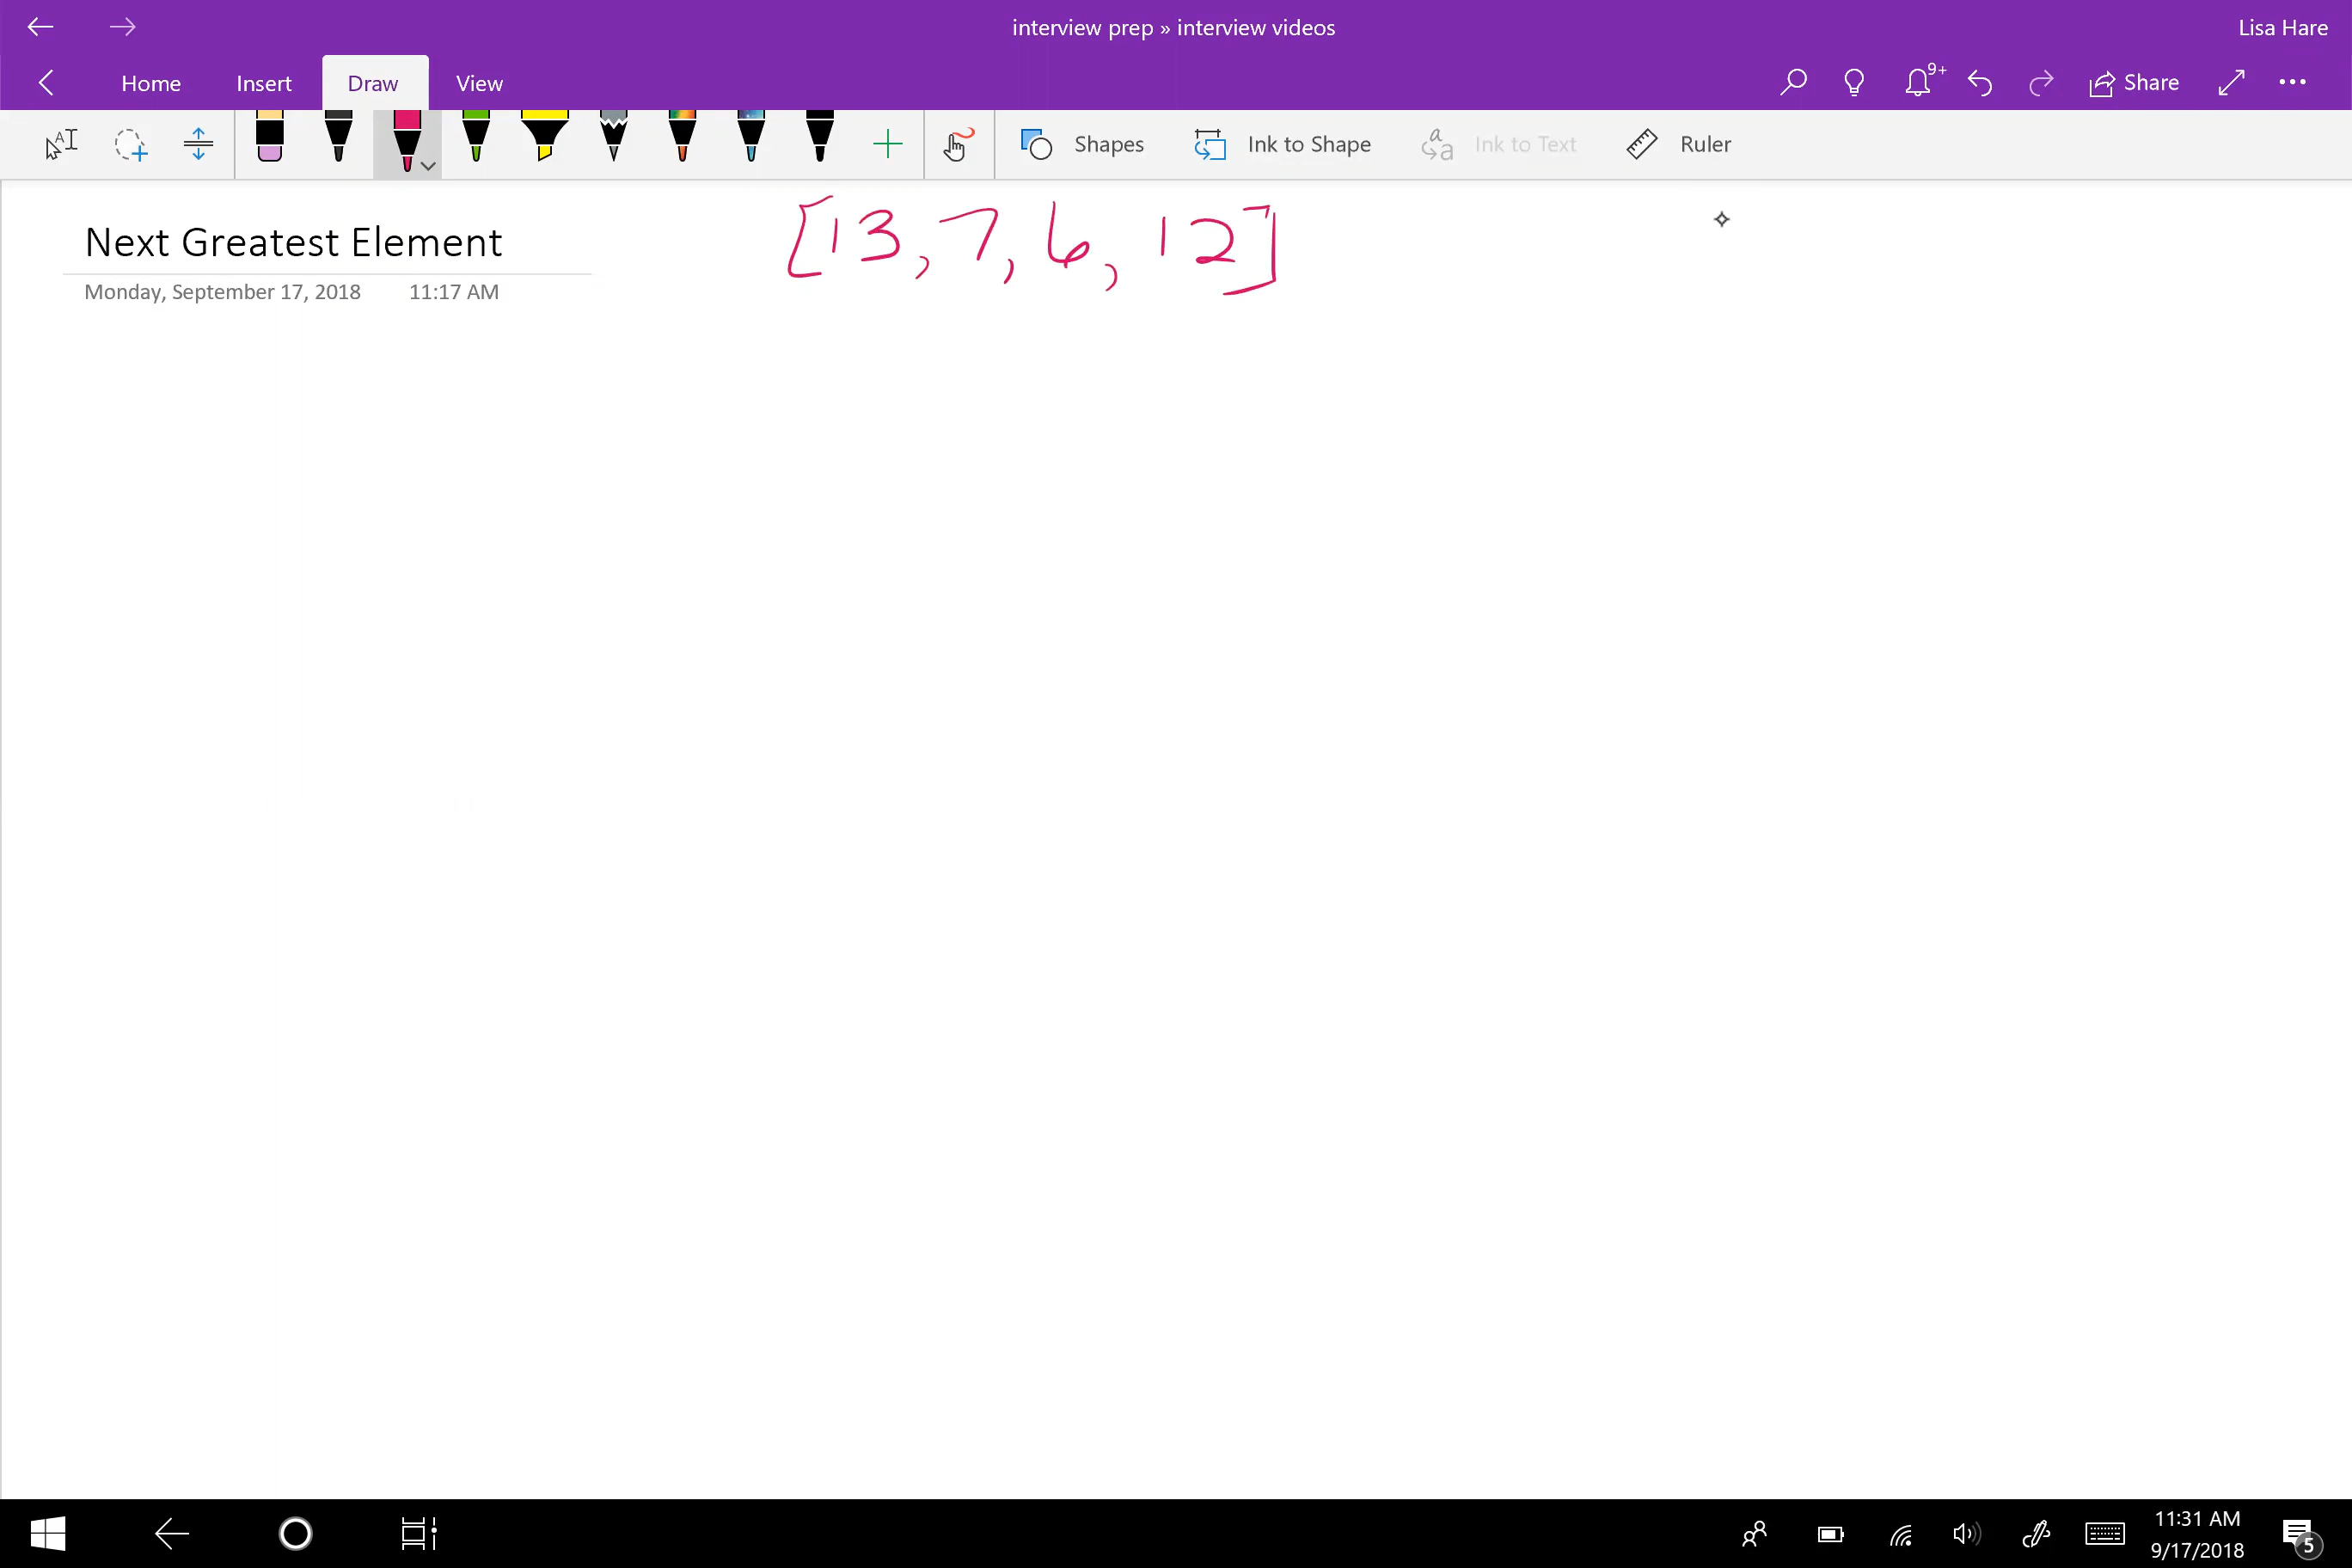 interview prep » interview videos
Lisa Hare
Home Insert Draw View
9+
Share
Shapes
Ink to Shape
Ink to Text
Ruler
Next Greatest Element
Monday, September 17, 2018 11:17 AM
[13, 7, 6, 12]
11:31 AM
9/17/2018
5